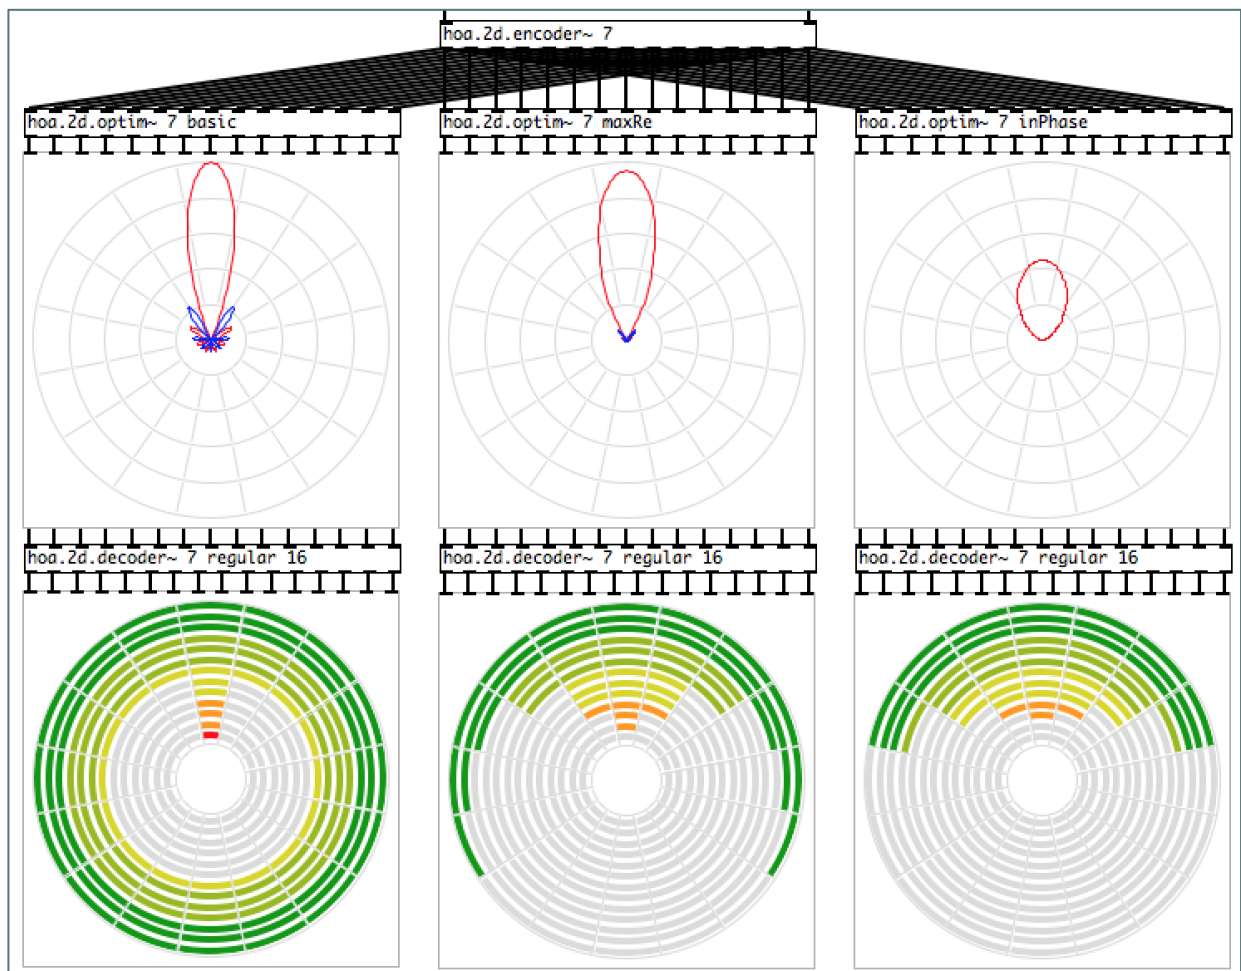 hoa.2d.encoder~ 7
hoa.2d.optim~ 7 basic
hoa.2d.optim~ 7 maxRe
hoa.2d.optim~ 7 inPhase
hoa.2d.decoder~ 7 regular 16
hoa.2d.decoder~ 7 regular 16
hoa.2d.decoder~ 7 regular 16